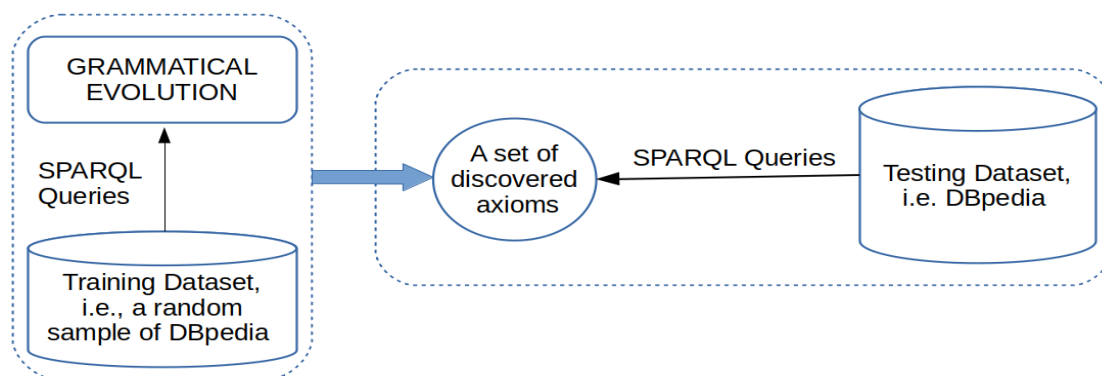 GRAMMATICAL
EVOLUTION
SPARQL
Queries
Training Dataset,
i.e., a random
sample of DBpedia
A set of
discovered
axioms
SPARQL Queries
Testing Dataset,
i.e. DBpedia